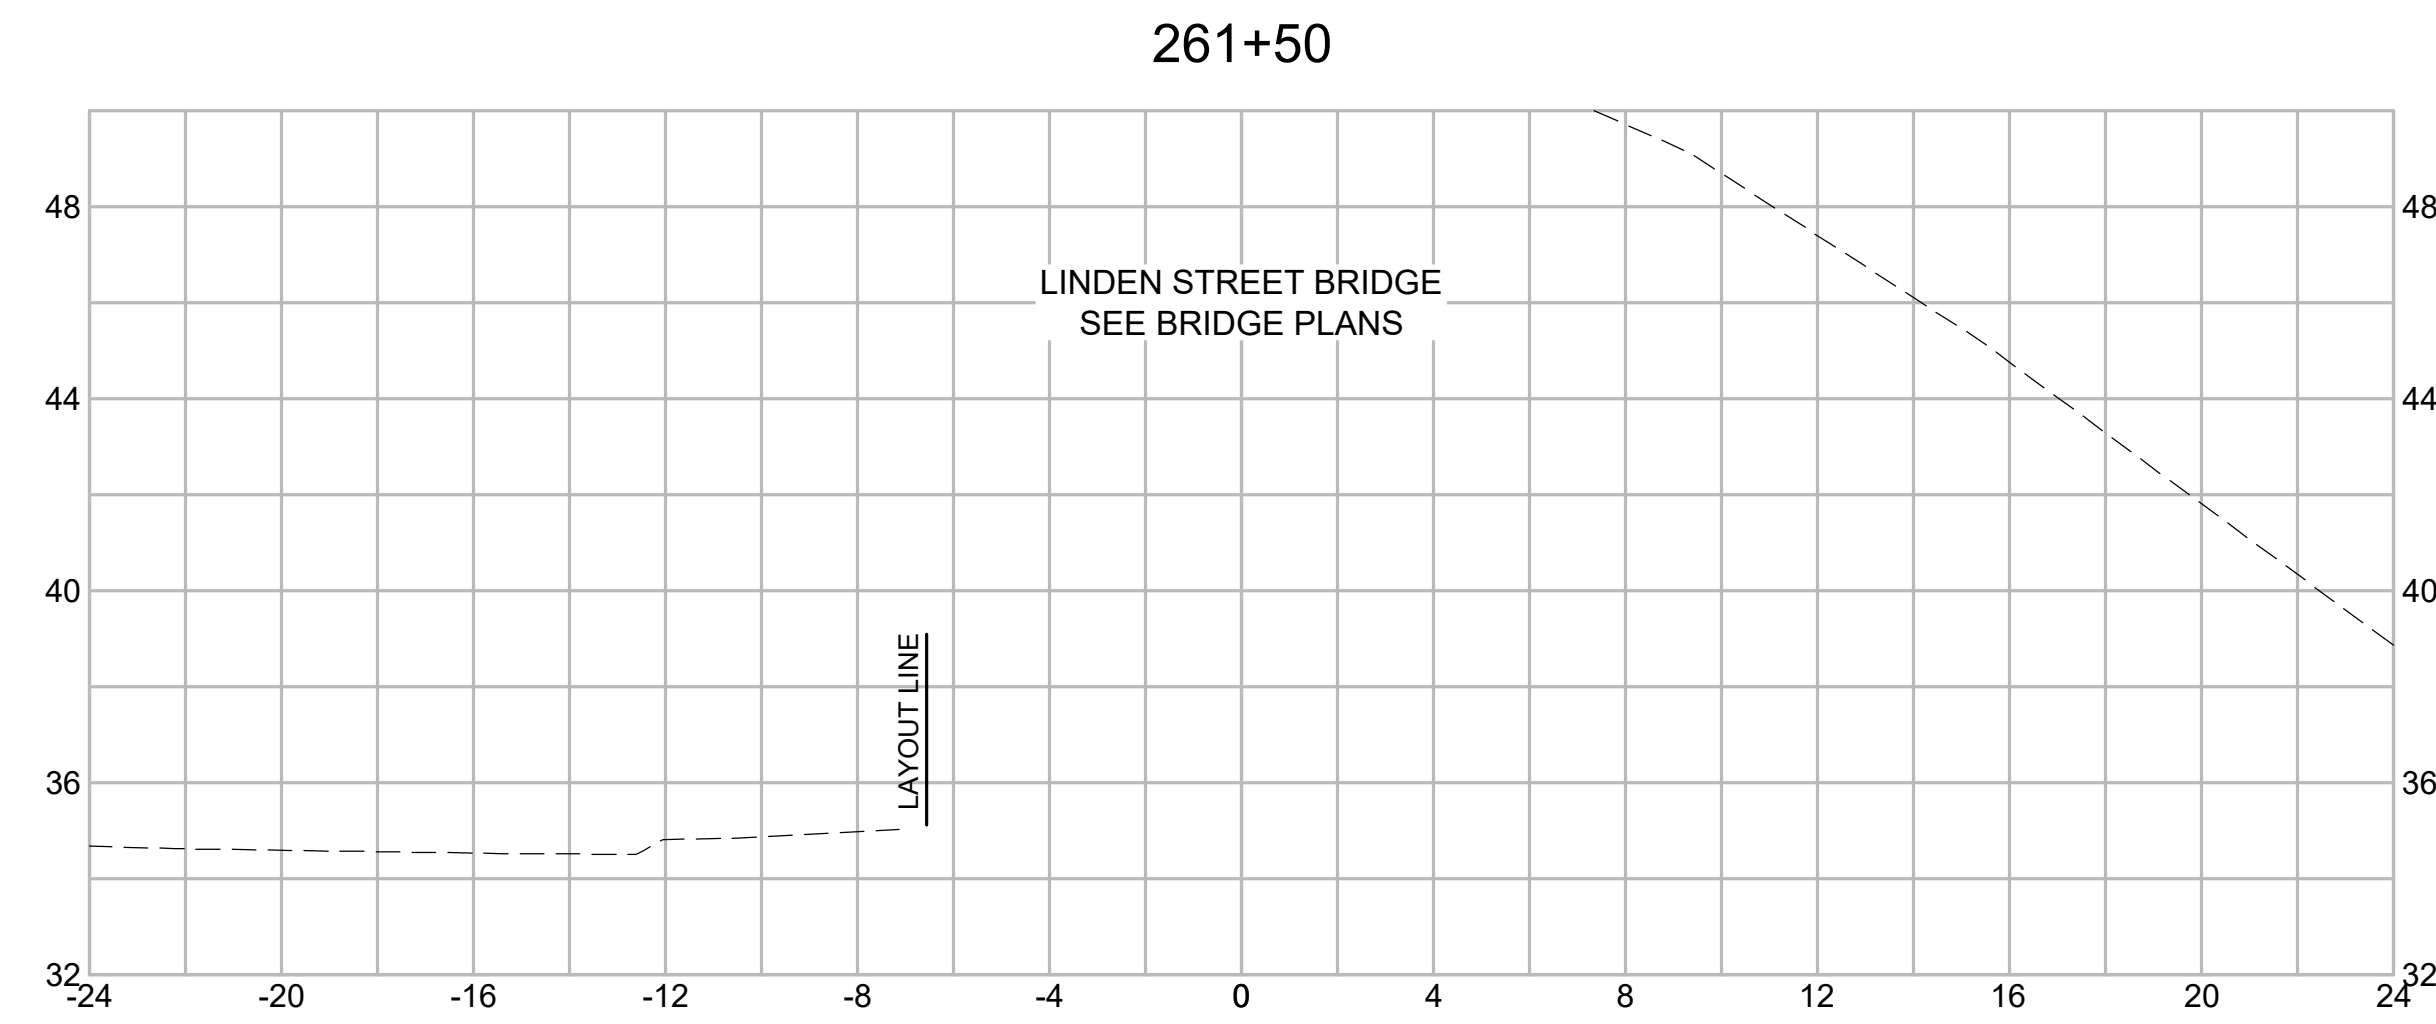 261+50
48 48
LINDEN STREET BRIDGE
SEE BRIDGE PLANS
44 44
40 40
LAYOUT LINE
36 36
32 32
-24 -20 -16 -12 -8 -4 0 4 8 12 16 20 24